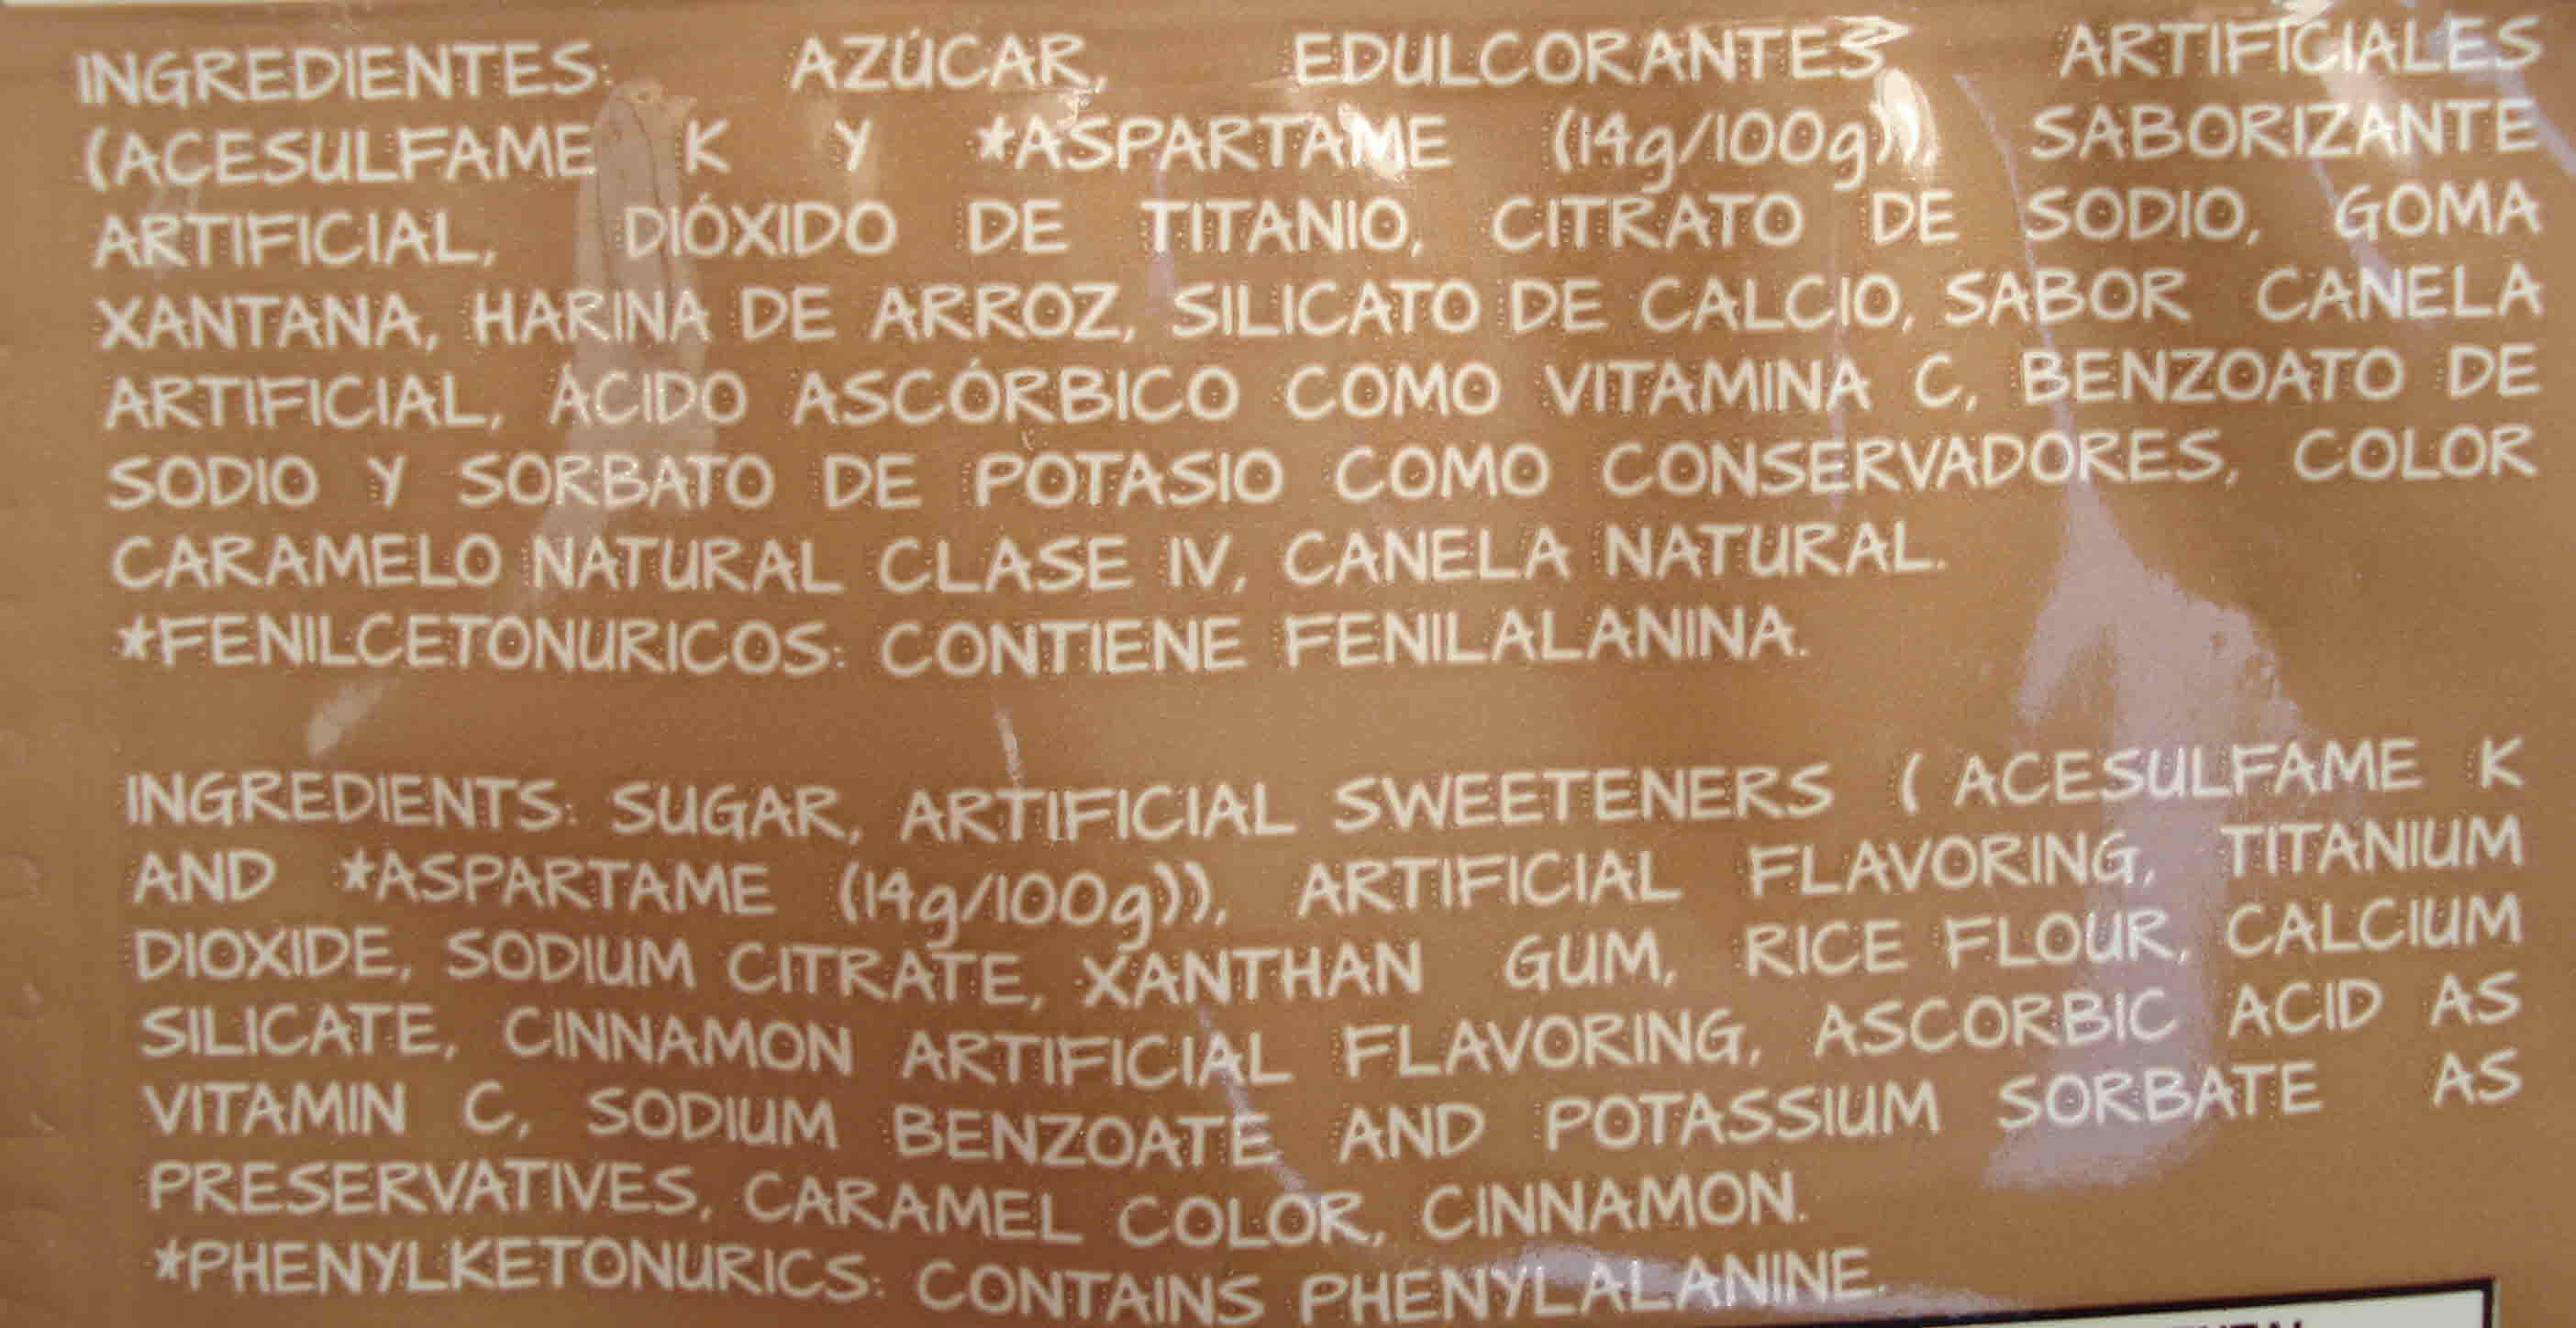 INGREDIENTES: AZÚCAR, EDULCORANTES ARTIFICIALES
(ACESULFAME K Y *ASPARTAME (14g/100g)), SABORIZANTE
ARTIFICIAL, DIÓXIDO DE TITANIO, CITRATO DE SODIO, GOMA
XANTANA, HARINA DE ARROZ, SILICATO DE CALCIO, SABOR CANELA
ARTIFICIAL, ÁCIDO ASCÓRBICO COMO VITAMINA C, BENZOATO DE
SODIO Y SORBATO DE POTASIO COMO CONSERVADORES, COLOR
CARAMELO NATURAL CLASE IV, CANELA NATURAL.
*FENILCETONURICOS: CONTIENE FENILALANINA.
INGREDIENTS: SUGAR, ARTIFICIAL SWEETENERS ( ACESULFAME K
AND *ASPARTAME (14g/100g)), ARTIFICIAL FLAVORING, TITANIUM
DIOXIDE, SODIUM CITRATE, XANTHAN GUM, RICE FLOUR, CALCIUM
SILICATE, CINNAMON ARTIFICIAL FLAVORING, ASCORBIC ACID AS
VITAMIN C, SODIUM BENZOATE AND POTASSIUM SORBATE AS
PRESERVATIVES, CARAMEL COLOR, CINNAMON.
*PHENYLKETONURICS: CONTAINS PHENYLALANINE.